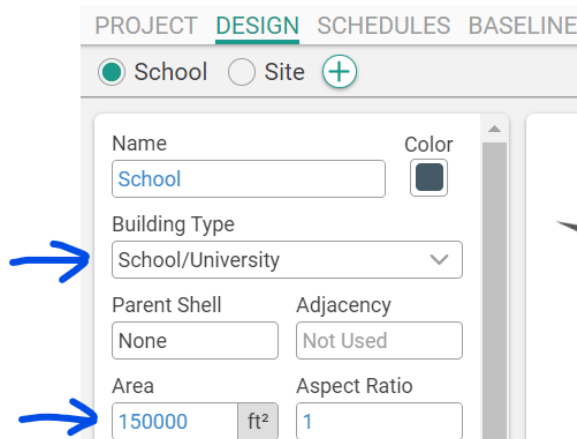 PROJECT DESIGN SCHEDULES BASELINE
School Site
Name Color
School
Building Type
School/University
Parent Shell Adjacency
None Not Used
Area Aspect Ratio
150000 ft² 1